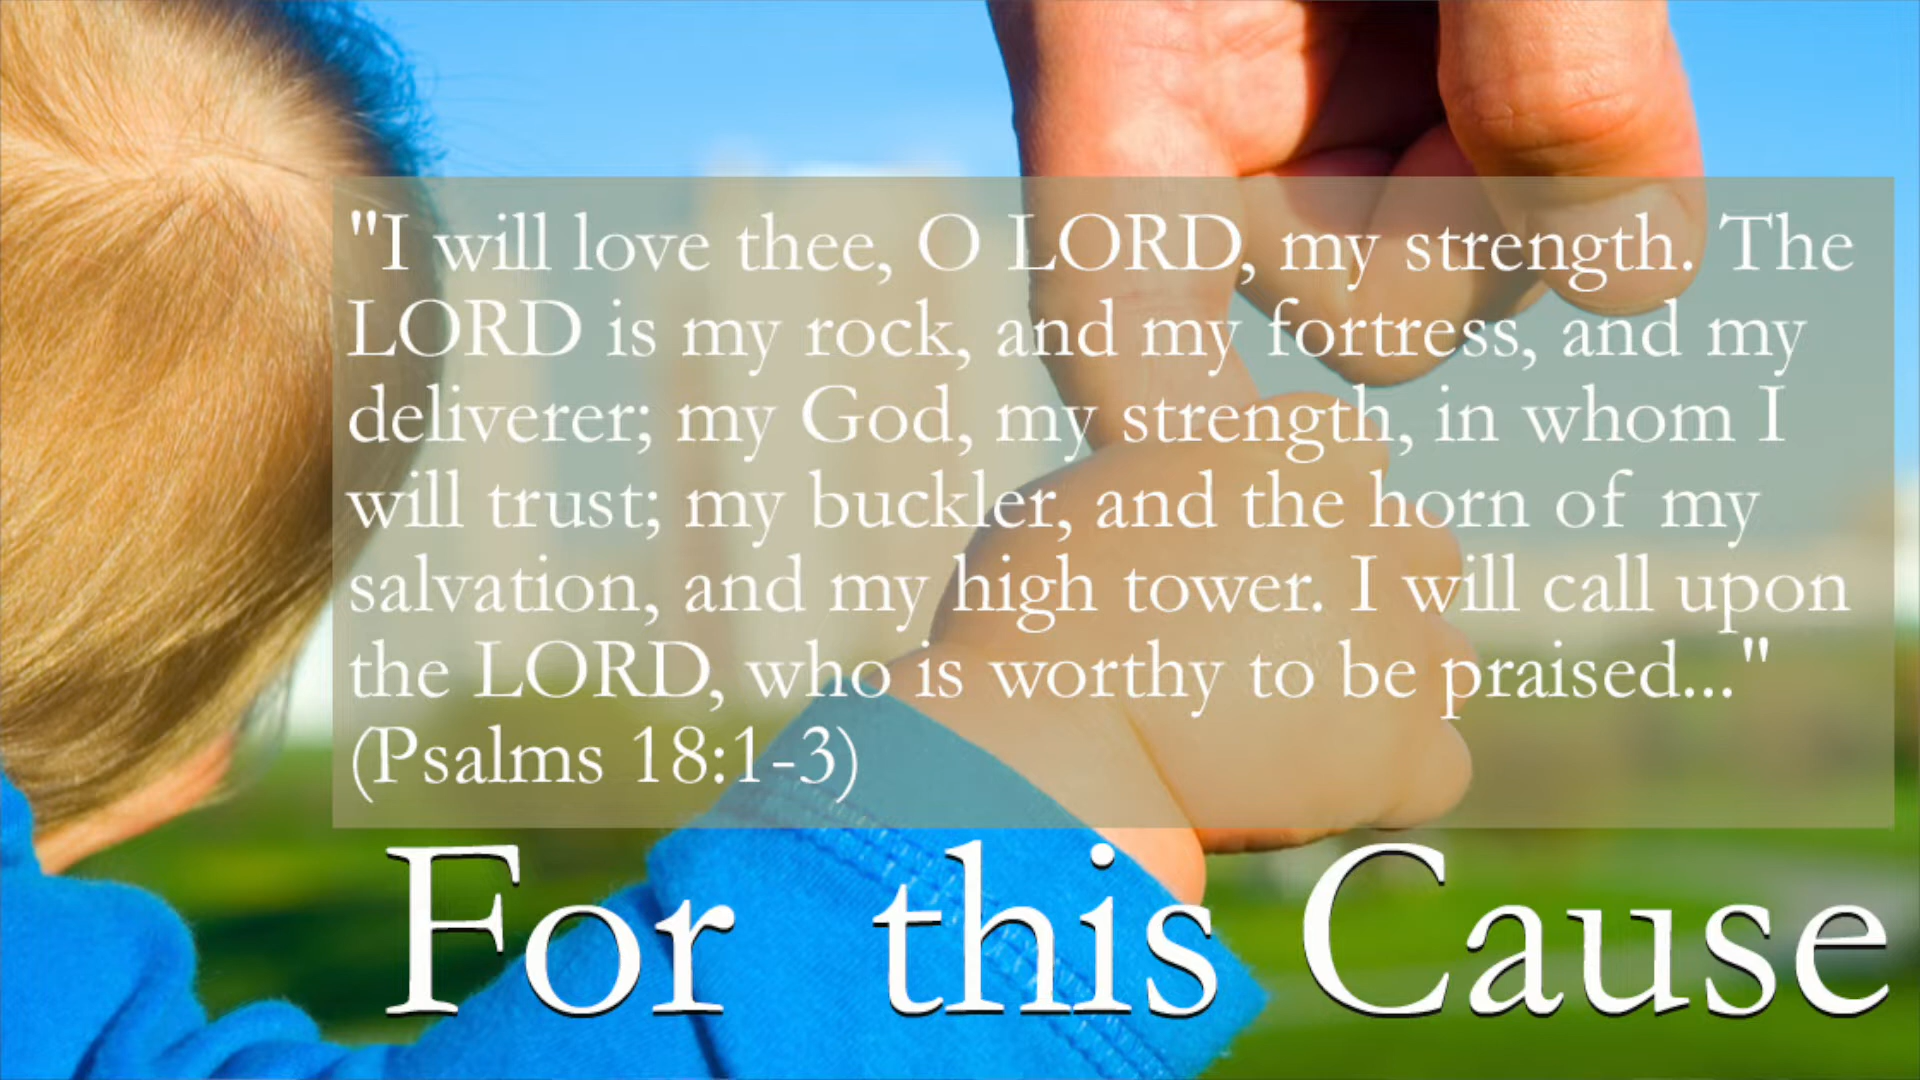 "I will love thee, O LORD, my strength. The
LORD is my rock, and my fortress, and my
deliverer; my God, my strength, in whom I
will trust; my buckler, and the horn of my
salvation, and my high tower. I will call upon
the LORD, who is worthy to be praised..."
(Psalms 18:1-3)
For this Cause